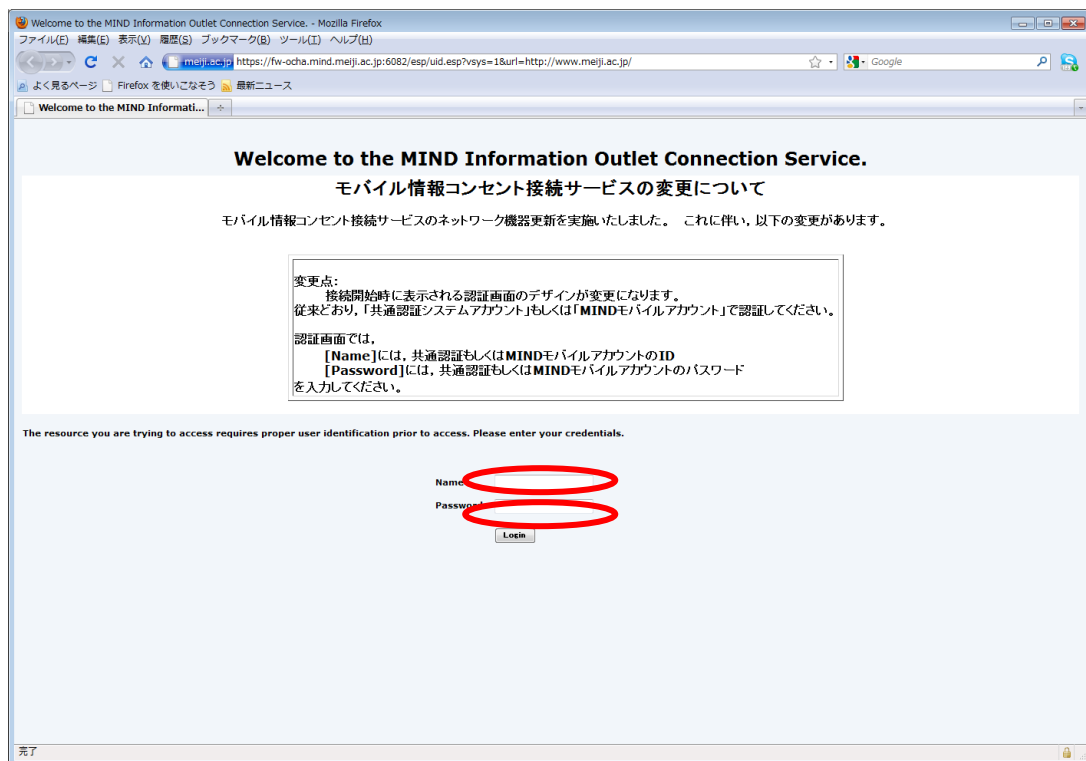 Welcome to the MIND Information Outlet Connection Service. - Mozilla Firefox
ファイル(F) 編集(E) 表示(V) 履歴(S) ブックマーク(B) ツール(T) ヘルプ(H)
meiji.ac.jp https://fw-ocha.mind.meiji.ac.jp:6082/esp/uid.esp?vsys=1&url=http://www.meiji.ac.jp/ Google
よく見るページ Firefox を使いこなそう 最新ニュース
Welcome to the MIND Informati...
Welcome to the MIND Information Outlet Connection Service.
モバイル情報コンセント接続サービスの変更について
モバイル情報コンセント接続サービスのネットワーク機器更新を実施いたしました。 これに伴い, 以下の変更があります。
変更点:
接続開始時に表示される認証画面のデザインが変更になります。
従来どおり, 「共通認証システムアカウント」もしくは「MINDモバイルアカウント」で認証してください。
認証画面では,
[Name]には, 共通認証もしくはMINDモバイルアカウントのID
[Password]には, 共通認証もしくはMINDモバイルアカウントのパスワード
を入力してください。
The resource you are trying to access requires proper user identification prior to access. Please enter your credentials.
Name
Password
Login
完了